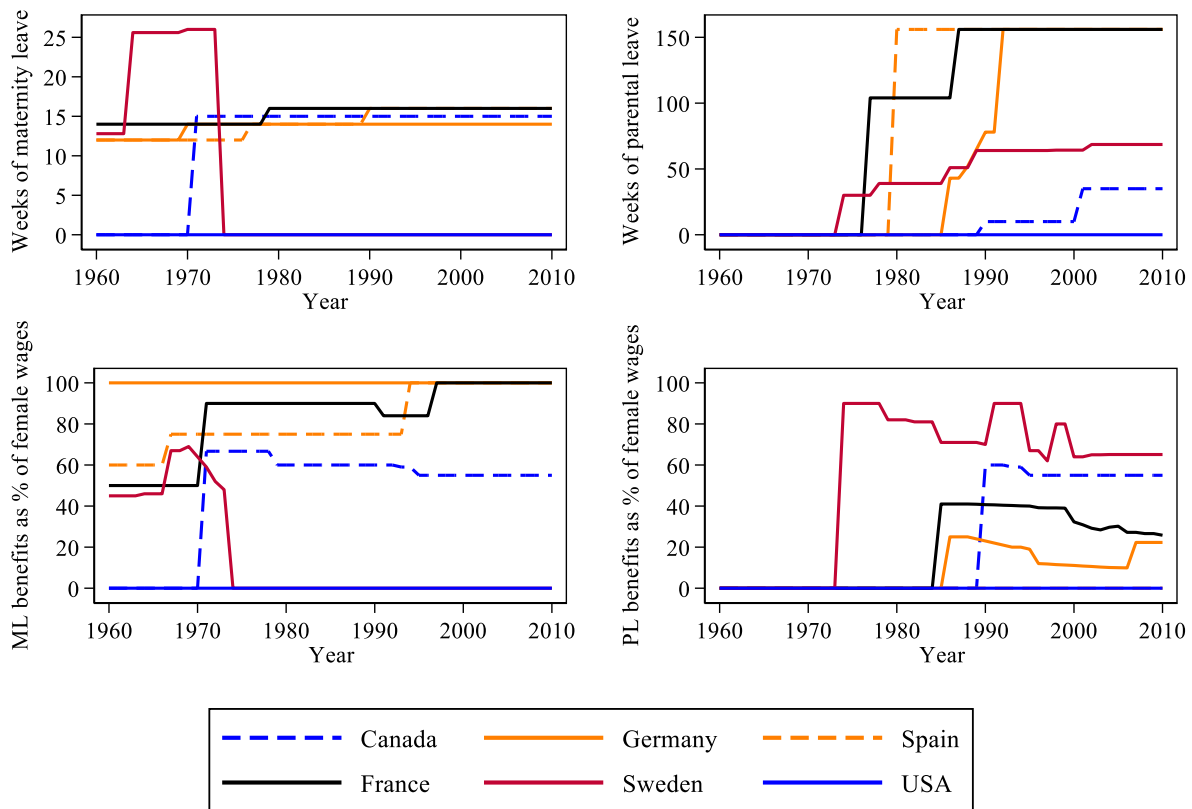 Weeks of maternity leave
25
20
15
10
5
0
1960 1970 1980 1990 2000 2010
Year
Weeks of parental leave
150
100
50
0
1960 1970 1980 1990 2000 2010
Year
ML benefits as % of female wages
100
80
60
40
20
0
1960 1970 1980 1990 2000 2010
Year
PL benefits as % of female wages
100
80
60
40
20
0
1960 1970 1980 1990 2000 2010
Year
Canada Germany Spain
France Sweden USA